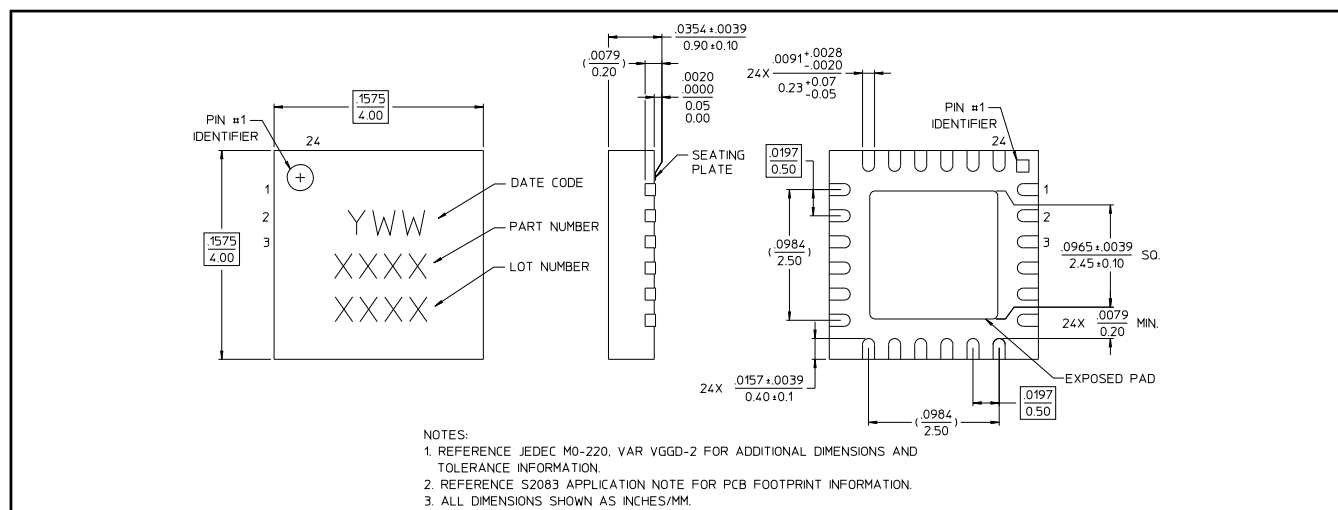 .1575
4.00
PIN #1
IDENTIFIER
24
1
2
3
.1575
4.00
YWW
XXXX
XXXX
DATE CODE
PART NUMBER
LOT NUMBER
.0354±.0039
0.90±0.10
(.0079
0.20)
.0020
.0000
0.05
0.00
SEATING
PLATE
24X .0091+.0028
-.0020
0.23+0.07
-0.05
PIN #1
IDENTIFIER
24
1
2
3
.0197
0.50
(.0984
2.50)
.0965±.0039
2.45±0.10 SQ.
24X .0079
0.20 MIN.
EXPOSED PAD
24X .0157±.0039
0.40±0.1
(.0984
2.50)
.0197
0.50
NOTES:
1. REFERENCE JEDEC MO-220, VAR VGGD-2 FOR ADDITIONAL DIMENSIONS AND
TOLERANCE INFORMATION.
2. REFERENCE S2083 APPLICATION NOTE FOR PCB FOOTPRINT INFORMATION.
3. ALL DIMENSIONS SHOWN AS INCHES/MM.